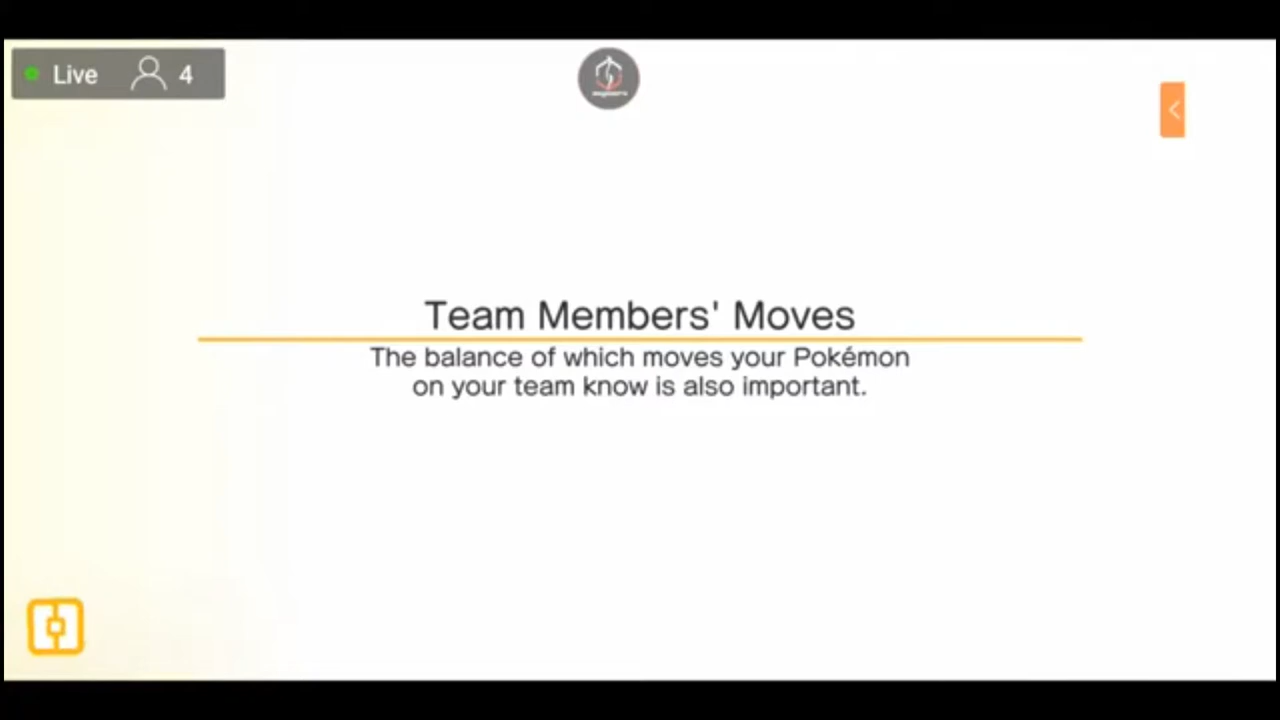 Live 4
Team Members' Moves
The balance of which moves your Pokémon
on your team know is also important.